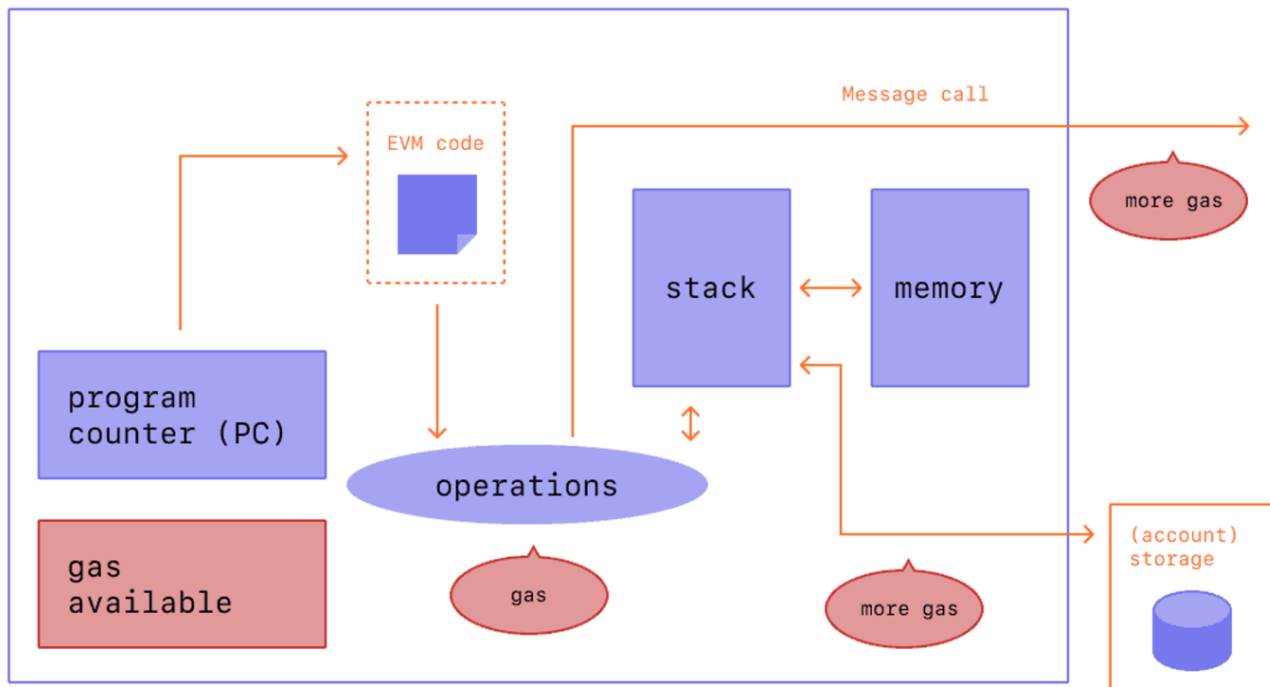 Message call
EVM code
more gas
stack
memory
program
counter (PC)
operations
gas
available
gas
more gas
(account)
storage